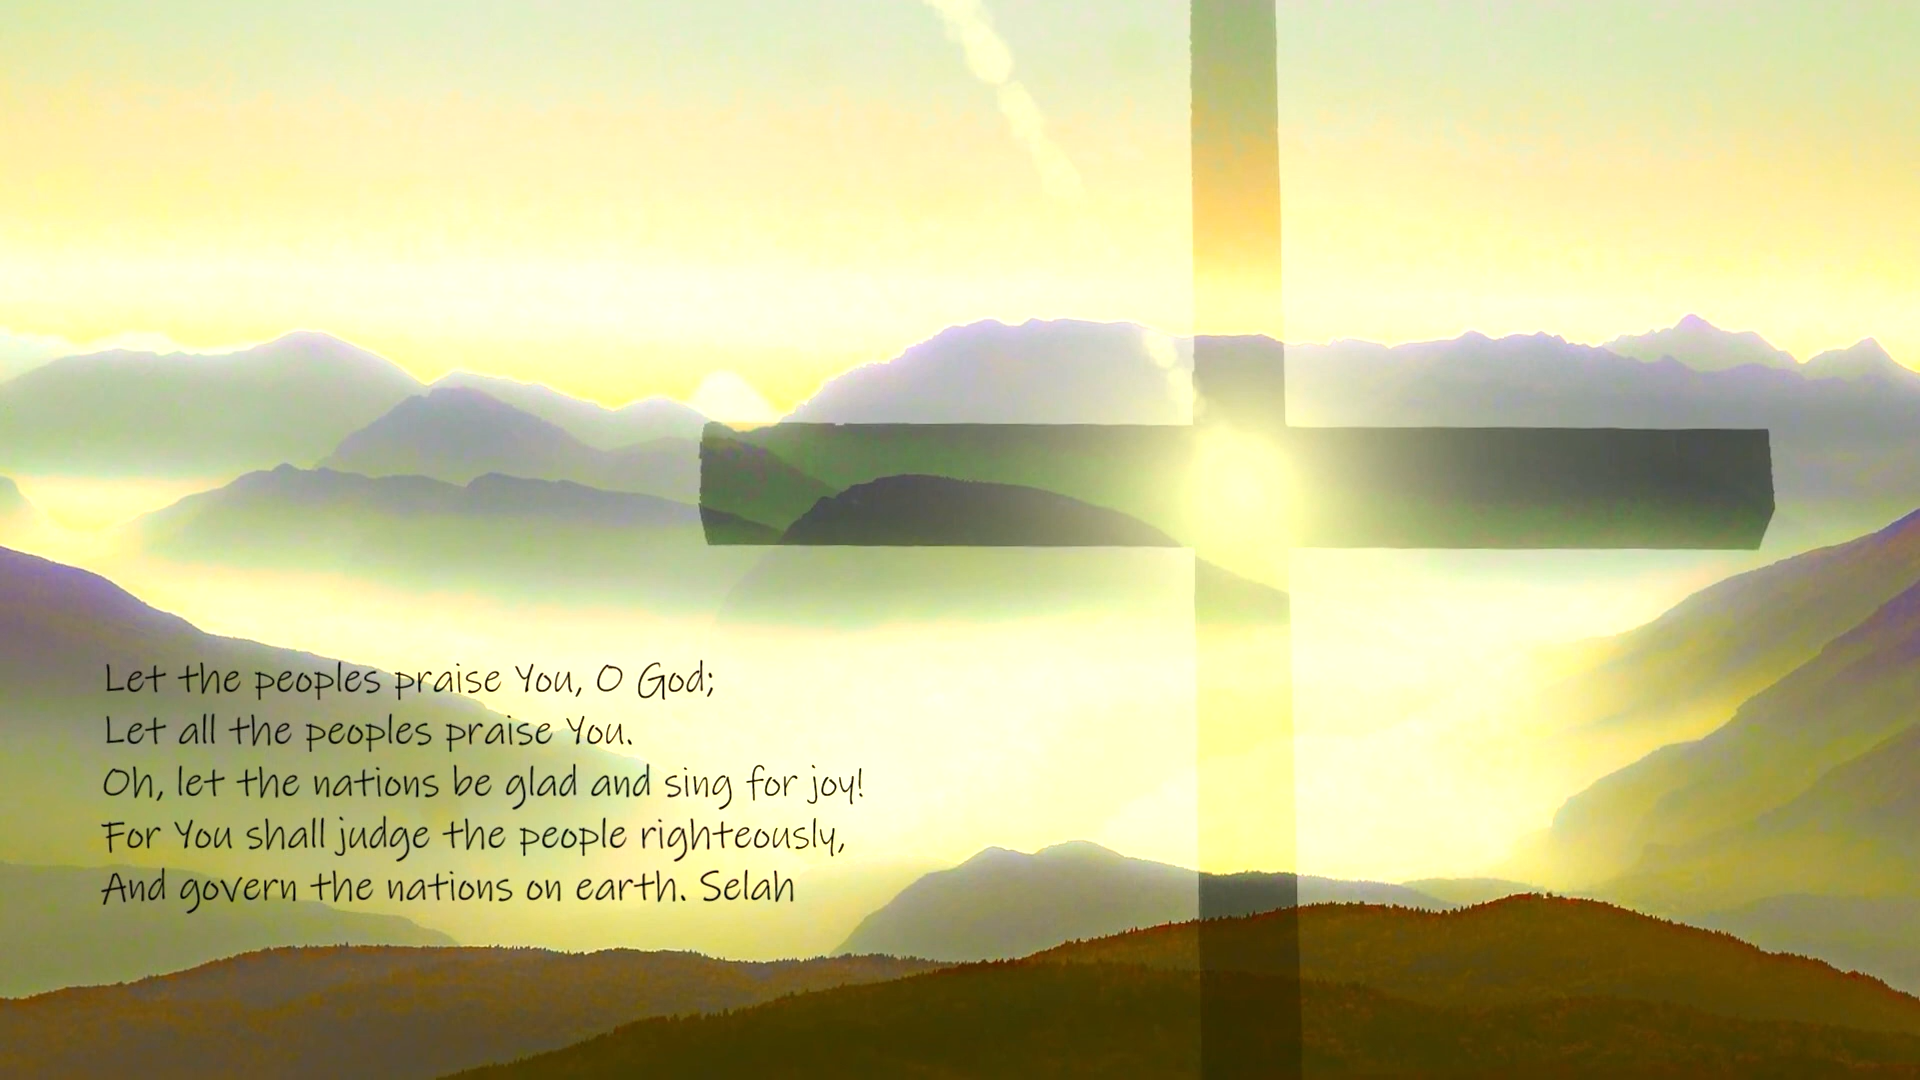 Let the peoples praise You, O God;
Let all the peoples praise You.
Oh, let the nations be glad and sing for joy!
For You shall judge the people righteously,
And govern the nations on earth. Selah